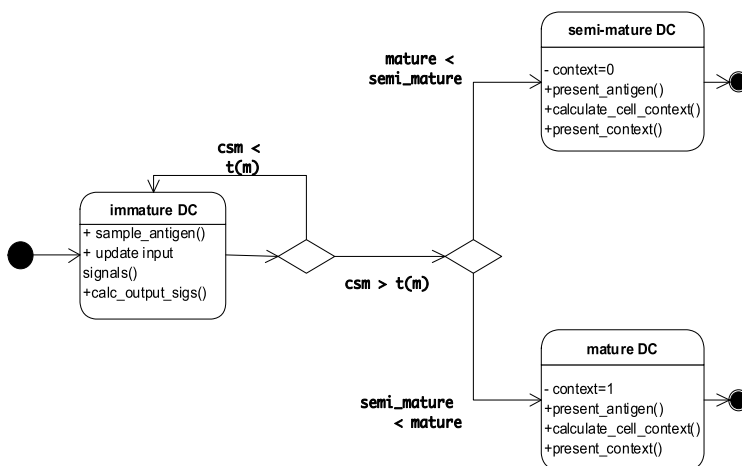 semi-mature DC
- context=0
+present_antigen()
+calculate_cell_context()
+present_context()
mature <
semi_mature
csm <
t(m)
immature DC
+ sample_antigen()
+ update input
signals()
+calc_output_sigs()
csm > t(m)
semi_mature
< mature
mature DC
- context=1
+present_antigen()
+calculate_cell_context()
+present_context()